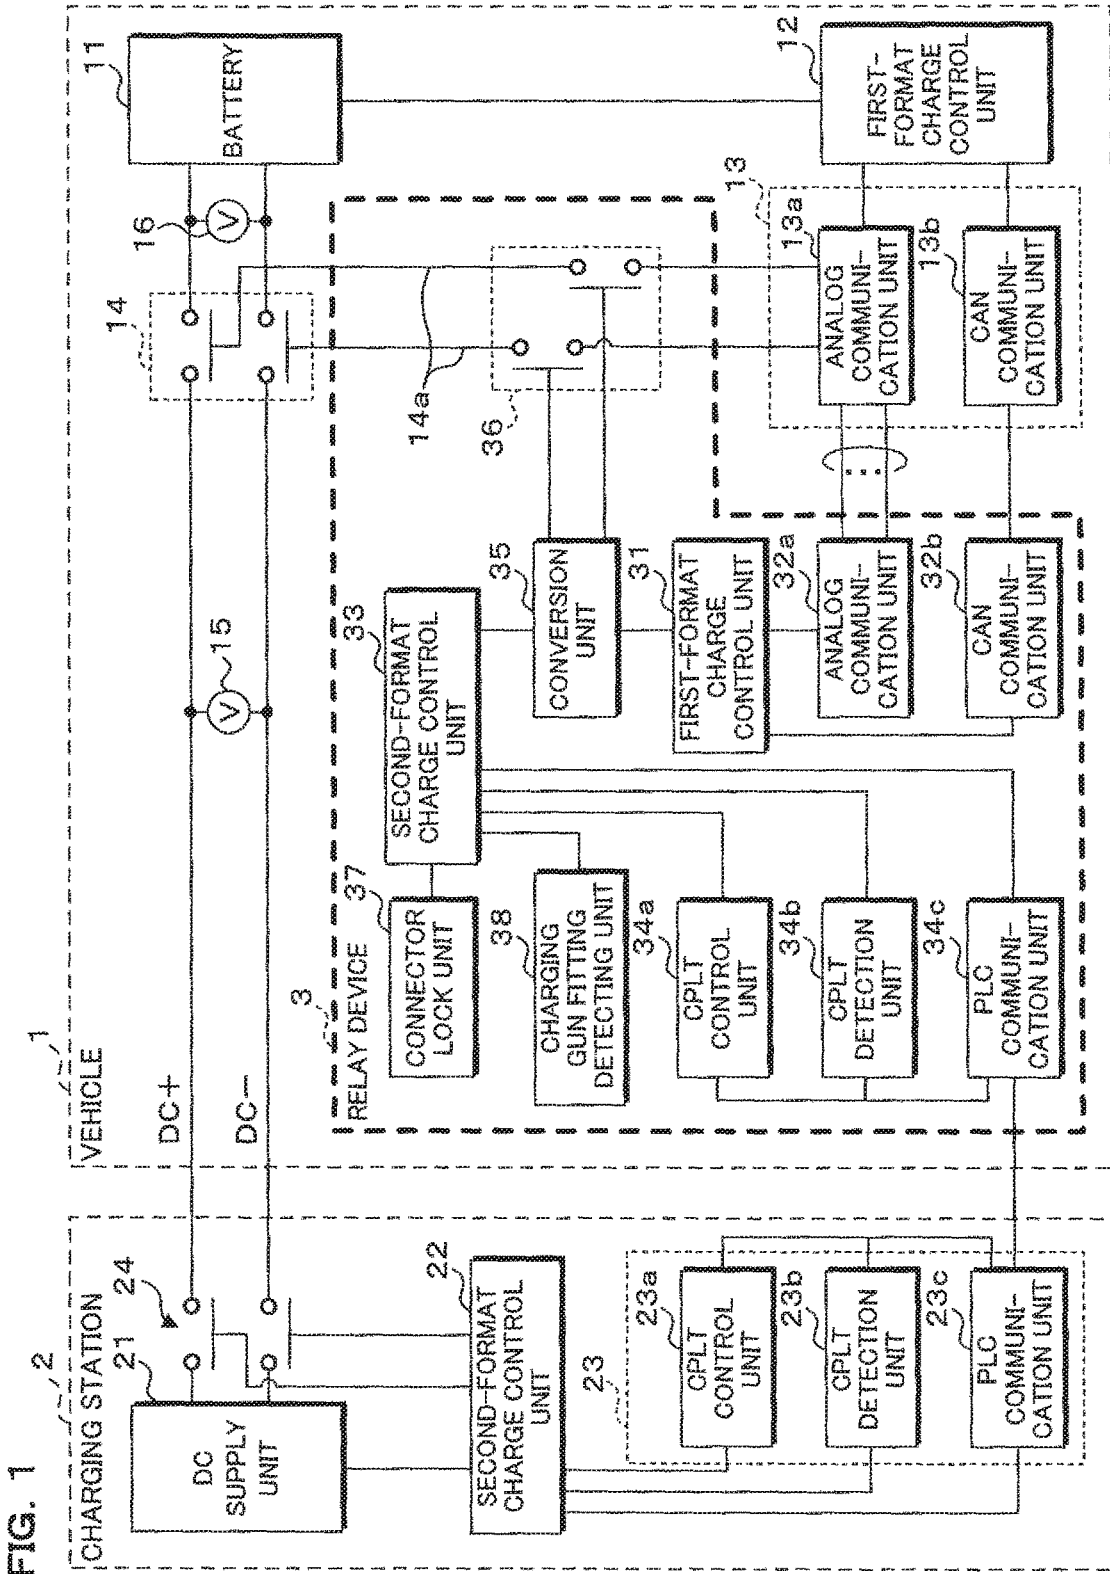 FIG. 1
CHARGING STATION
2
21
DC
SUPPLY
UNIT
24
22
SECOND-FORMAT
CHARGE CONTROL
UNIT
23
23a
CPLT
CONTROL
UNIT
23b
CPLT
DETECTION
UNIT
23c
PLC
COMMUNI-
CATION UNIT
VEHICLE
1
DC+
DC-
15
V
14
16
V
11
BATTERY
RELAY DEVICE
3
37
CONNECTOR
LOCK UNIT
33
SECOND-FORMAT
CHARGE CONTROL
UNIT
38
CHARGING
GUN FITTING
DETECTING UNIT
34a
CPLT
CONTROL
UNIT
34b
CPLT
DETECTION
UNIT
34c
PLC
COMMUNI-
CATION UNIT
35
CONVERSION
UNIT
31
FIRST-FORMAT
CHARGE
CONTROL UNIT
32a
ANALOG
COMMUNI-
CATION UNIT
32b
CAN
COMMUNI-
CATION UNIT
14a
36
13
13a
ANALOG
COMMUNI-
CATION UNIT
13b
CAN
COMMUNI-
CATION UNIT
12
FIRST-
FORMAT
CHARGE
CONTROL
UNIT
...